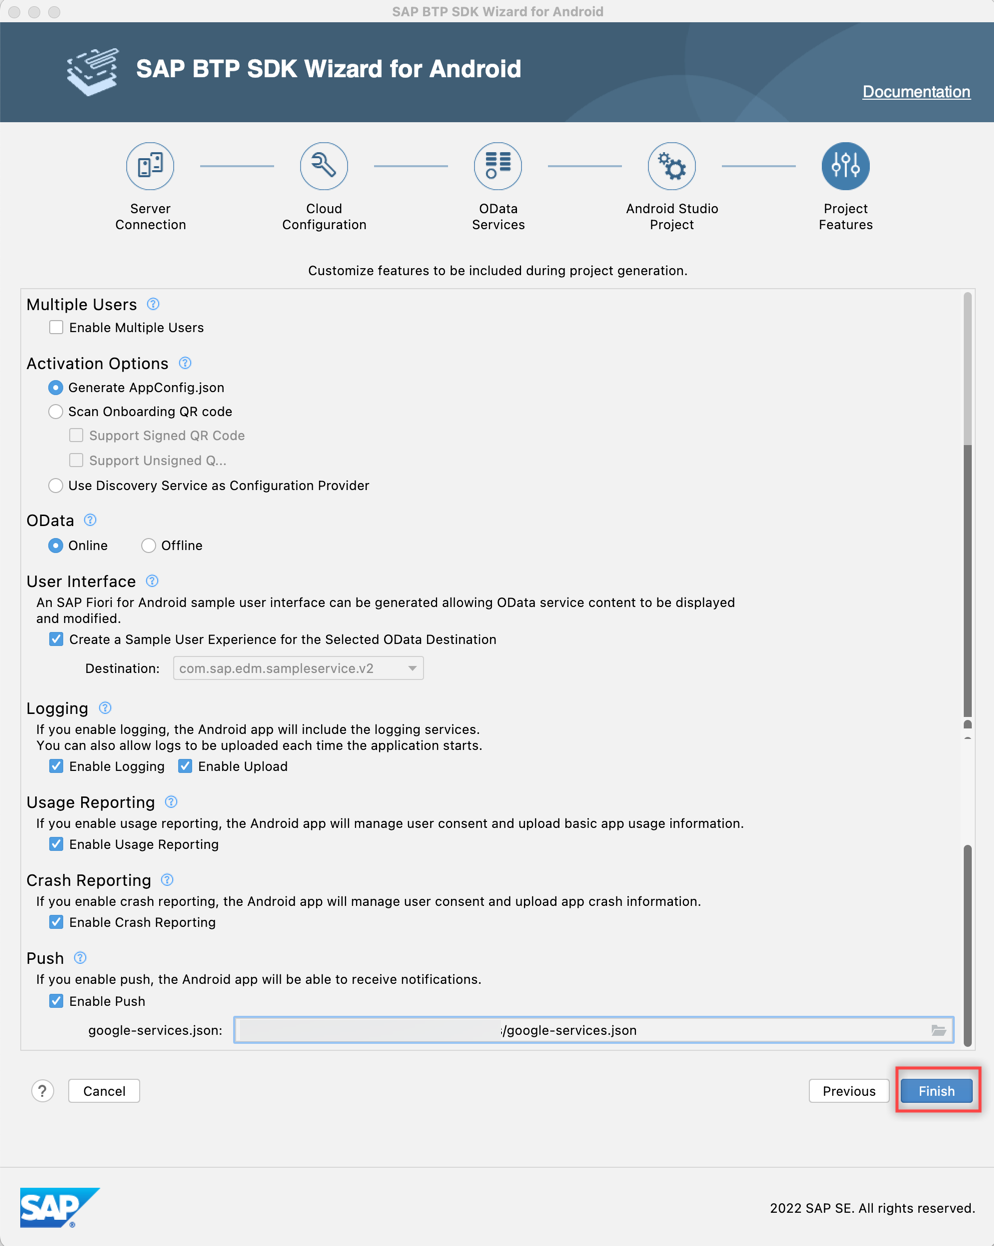 SAP BTP SDK Wizard for Android
SAP BTP SDK Wizard for Android
Documentation
Server
Connection
Cloud
Configuration
OData
Services
Android Studio
Project
Project
Features
Customize features to be included during project generation.
Multiple Users ?
Enable Multiple Users
Activation Options ?
Generate AppConfig.json
Scan Onboarding QR code
Support Signed QR Code
Support Unsigned Q...
Use Discovery Service as Configuration Provider
OData ?
Online Offline
User Interface ?
An SAP Fiori for Android sample user interface can be generated allowing OData service content to be displayed
and modified.
Create a Sample User Experience for the Selected OData Destination
Destination: com.sap.edm.sampleservice.v2
Logging ?
If you enable logging, the Android app will include the logging services.
You can also allow logs to be uploaded each time the application starts.
Enable Logging Enable Upload
Usage Reporting ?
If you enable usage reporting, the Android app will manage user consent and upload basic app usage information.
Enable Usage Reporting
Crash Reporting ?
If you enable crash reporting, the Android app will manage user consent and upload app crash information.
Enable Crash Reporting
Push ?
If you enable push, the Android app will be able to receive notifications.
Enable Push
google-services.json: /google-services.json
? Cancel Previous Finish
SAP ® 2022 SAP SE. All rights reserved.